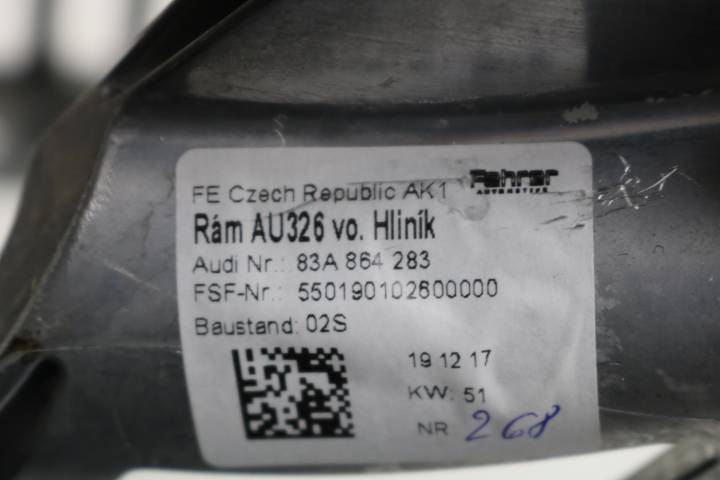 FE Czech Republic AK1 Fehrer
AUTOMOTIVE
Rám AU326 vo. Hliník
Audi Nr.: 83A 864 283
FSF-Nr.: 550190102600000
Baustand: 02S
19 12 17
KW: 51
NR 268